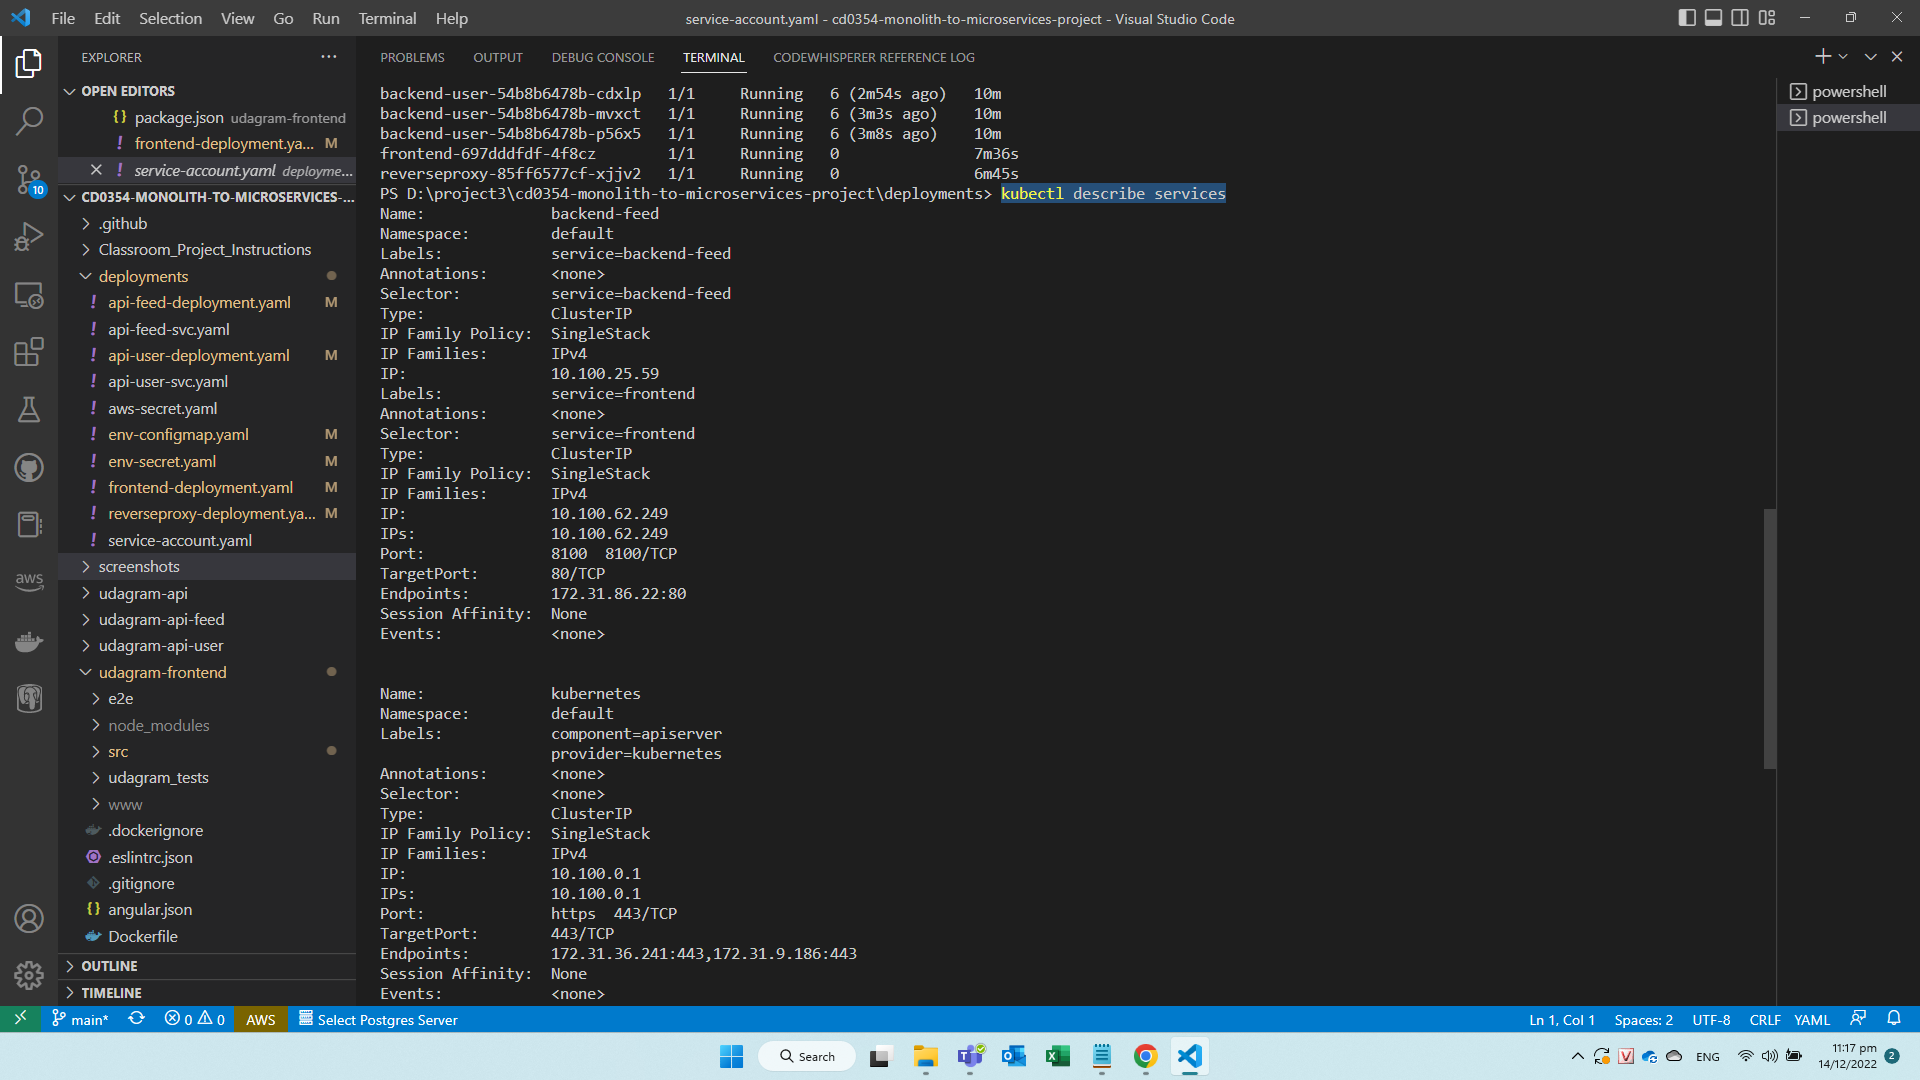 File Edit Selection View Go Run Terminal Help
service-account.yaml - cd0354-monolith-to-microservices-project - Visual Studio Code
EXPLORER
OPEN EDITORS
package.json udagram-frontend
frontend-deployment.ya... M
service-account.yaml deployme...
CD0354-MONOLITH-TO-MICROSERVICES-...
.github
Classroom_Project_Instructions
deployments
api-feed-deployment.yaml M
api-feed-svc.yaml
api-user-deployment.yaml M
api-user-svc.yaml
aws-secret.yaml
env-configmap.yaml M
env-secret.yaml M
frontend-deployment.yaml M
reverseproxy-deployment.ya... M
service-account.yaml
screenshots
udagram-api
udagram-api-feed
udagram-api-user
udagram-frontend
e2e
node_modules
src
udagram_tests
www
.dockerignore
.eslintrc.json
.gitignore
angular.json
Dockerfile
OUTLINE
TIMELINE
10
aws
PROBLEMS OUTPUT DEBUG CONSOLE TERMINAL CODEWHISPERER REFERENCE LOG
backend-user-54b8b6478b-cdxlp 1/1 Running 6 (2m54s ago) 10m
backend-user-54b8b6478b-mvxct 1/1 Running 6 (3m3s ago) 10m
backend-user-54b8b6478b-p56x5 1/1 Running 6 (3m8s ago) 10m
frontend-697dddfdf-4f8cz 1/1 Running 0 7m36s
reverseproxy-85ff6577cf-xjjv2 1/1 Running 0 6m45s
PS D:\project3\cd0354-monolith-to-microservices-project\deployments> kubectl describe services
Name: backend-feed
Namespace: default
Labels: service=backend-feed
Annotations: <none>
Selector: service=backend-feed
Type: ClusterIP
IP Family Policy: SingleStack
IP Families: IPv4
IP: 10.100.25.59
Labels: service=frontend
Annotations: <none>
Selector: service=frontend
Type: ClusterIP
IP Family Policy: SingleStack
IP Families: IPv4
IP: 10.100.62.249
IPs: 10.100.62.249
Port: 8100 8100/TCP
TargetPort: 80/TCP
Endpoints: 172.31.86.22:80
Session Affinity: None
Events: <none>
Name: kubernetes
Namespace: default
Labels: component=apiserver
provider=kubernetes
Annotations: <none>
Selector: <none>
Type: ClusterIP
IP Family Policy: SingleStack
IP Families: IPv4
IP: 10.100.0.1
IPs: 10.100.0.1
Port: https 443/TCP
TargetPort: 443/TCP
Endpoints: 172.31.36.241:443,172.31.9.186:443
Session Affinity: None
Events: <none>
powershell
powershell
main* 0 0 AWS Select Postgres Server
Ln 1, Col 1 Spaces: 2 UTF-8 CRLF YAML
Search
ENG
11:17 pm
14/12/2022
2